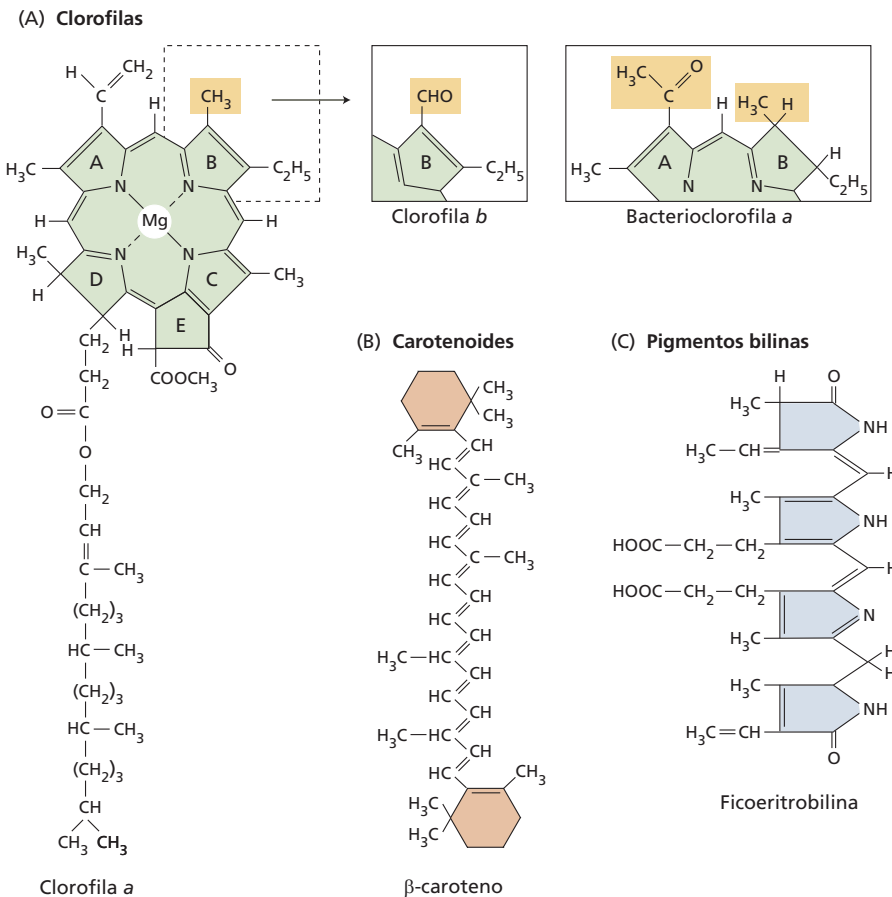 (A) Clorofilas
H
CH₂
C
H
CH₃
A
B
H₃C
C₂H₅
N
N
H
Mg
H
H₃C
N
N
D
C
CH₃
H
E
H
H
O
CH₂
COOCH₃
CH₂
O=C
O
CH₂
CH
C—CH₃
(CH₂)₃
HC—CH₃
(CH₂)₃
HC—CH₃
(CH₂)₃
CH
CH₃ CH₃
Clorofila a
CHO
B
C₂H₅
Clorofila b
H₃C
O
C
H
H₃C H
A
B
H₃C
H
N
N
C₂H₅
Bacterioclorofila a
(B) Carotenoides
CH₃
CH₃
CH₃
CH
HC
C—CH₃
HC
CH
HC
C—CH₃
HC
CH
HC
CH
H₃C—HC
CH
HC
CH
H₃C—HC
CH
HC
CH₃
H₃C
H₃C
β-caroteno
(C) Pigmentos bilinas
H
O
H₃C
NH
H₃C—CH
H
H₃C
NH
HOOC—CH₂—CH₂
H
HOOC—CH₂—CH₂
N
H₃C
H
H
H₃C
NH
H₃C=CH
O
Ficoeritrobilina